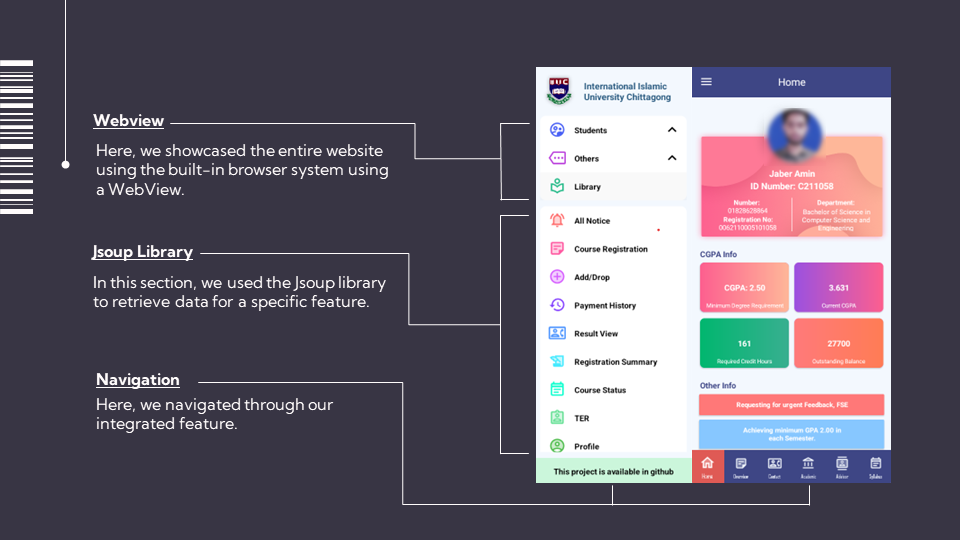 Webview
Here, we showcased the entire website
using the built-in browser system using
a WebView.
Jsoup Library
In this section, we used the Jsoup library
to retrieve data for a specific feature.
Navigation
Here, we navigated through our
integrated feature.
International Islamic
University Chittagong
Students
Others
Library
All Notice
Course Registration
Add/Drop
Payment History
Result View
Registration Summary
Course Status
TER
Profile
This project is available in github
Home
Jaber Amin
ID Number: C211058
Number:
01829628864
Registration No:
0062110005101058
Department:
Bachelor of Science in
Computer Science and
Engineering
CGPA Info
CGPA: 2.50
Minimum Degree Requirement
3.631
Current CGPA
161
Required Credit Hours
27700
Outstanding Balance
Other Info
Requesting for urgent Feedback, FSE
Achieving minimum GPA 2.00 in
each Semester.
Home
Overview
Contact
Academic
Advisor
Syllabus